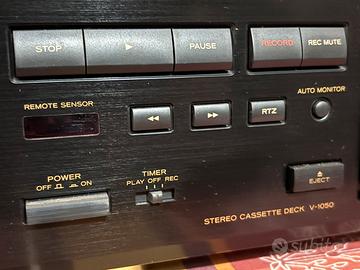 STOP
PAUSE
RECORD
REC MUTE
REMOTE SENSOR
RTZ
AUTO MONITOR
POWER
OFF ON
TIMER
PLAY OFF REC
EJECT
STEREO CASSETTE DECK V-1050
subito